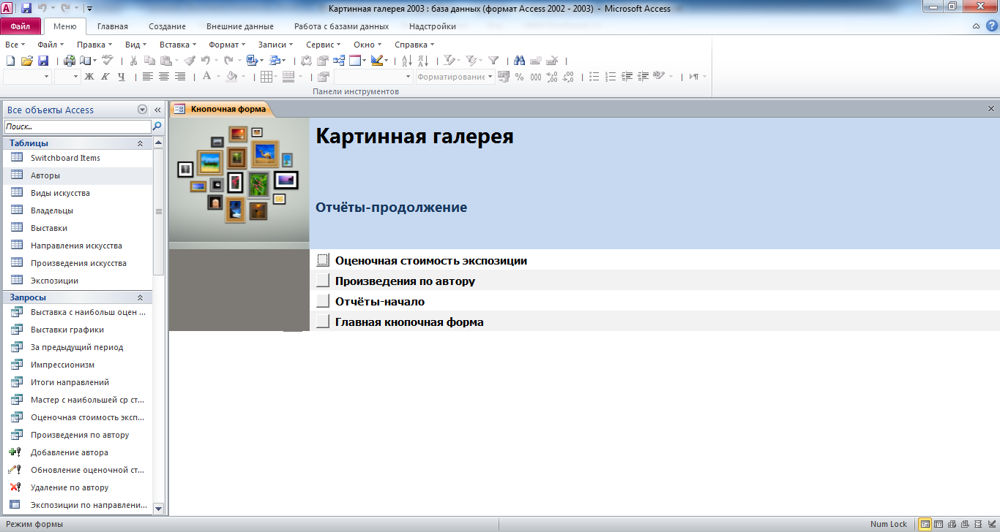 Картинная галерея 2003 : база данных (формат Access 2002 - 2003) - Microsoft Access
Файл Меню Главная Создание Внешние данные Работа с базами данных Надстройки
Все Файл Правка Вид Вставка Формат Записи Сервис Окно Справка
Ж К Ч Форматирование % 000
Панели инструментов
Все объекты Access
Кнопочная форма
Поиск...
Таблицы
Switchboard Items
Авторы
Виды искусства
Владельцы
Выставки
Направления искусства
Произведения искусства
Экспозиции
Запросы
Выставка с наибольш оцен ...
Выставки графики
За предыдущий период
Импрессионизм
Итоги направлений
Мастер с наибольшей ср ст...
Оценочная стоимость эксп...
Произведения по автору
Добавление автора
Обновление оценочной ст...
Удаление по автору
Экспозиции по направлени...
Картинная галерея
Отчёты-продолжение
Оценочная стоимость экспозиции
Произведения по автору
Отчёты-начало
Главная кнопочная форма
Режим формы
Num Lock